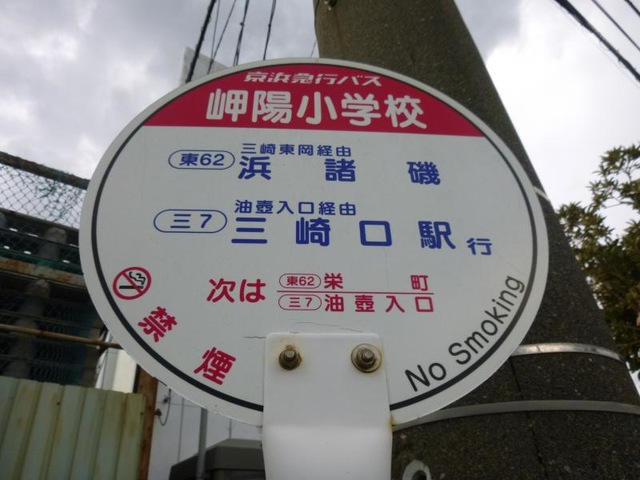 京浜急行バス
岬陽小学校
三崎東岡経由
東62 浜諸磯
油壺入口経由
三7 三崎口駅 行
次は 東62 栄町
三7 油壺入口
禁煙
No Smoking